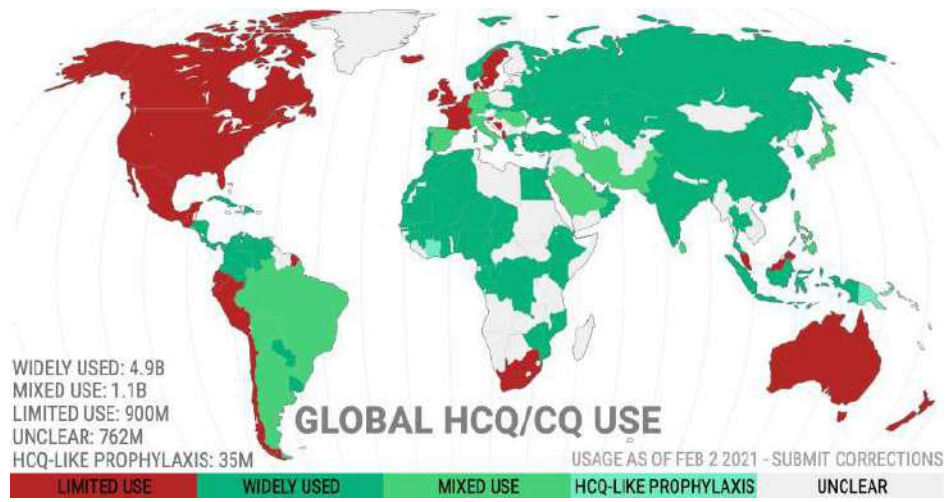 WIDELY USED: 4.9B
MIXED USE: 1.1B
LIMITED USE: 900M
UNCLEAR: 762M
HCQ-LIKE PROPHYLAXIS: 35M
GLOBAL HCQ/CQ USE
USAGE AS OF FEB 2 2021 - SUBMIT CORRECTIONS
LIMITED USE WIDELY USED MIXED USE HCQ-LIKE PROPHYLAXIS UNCLEAR